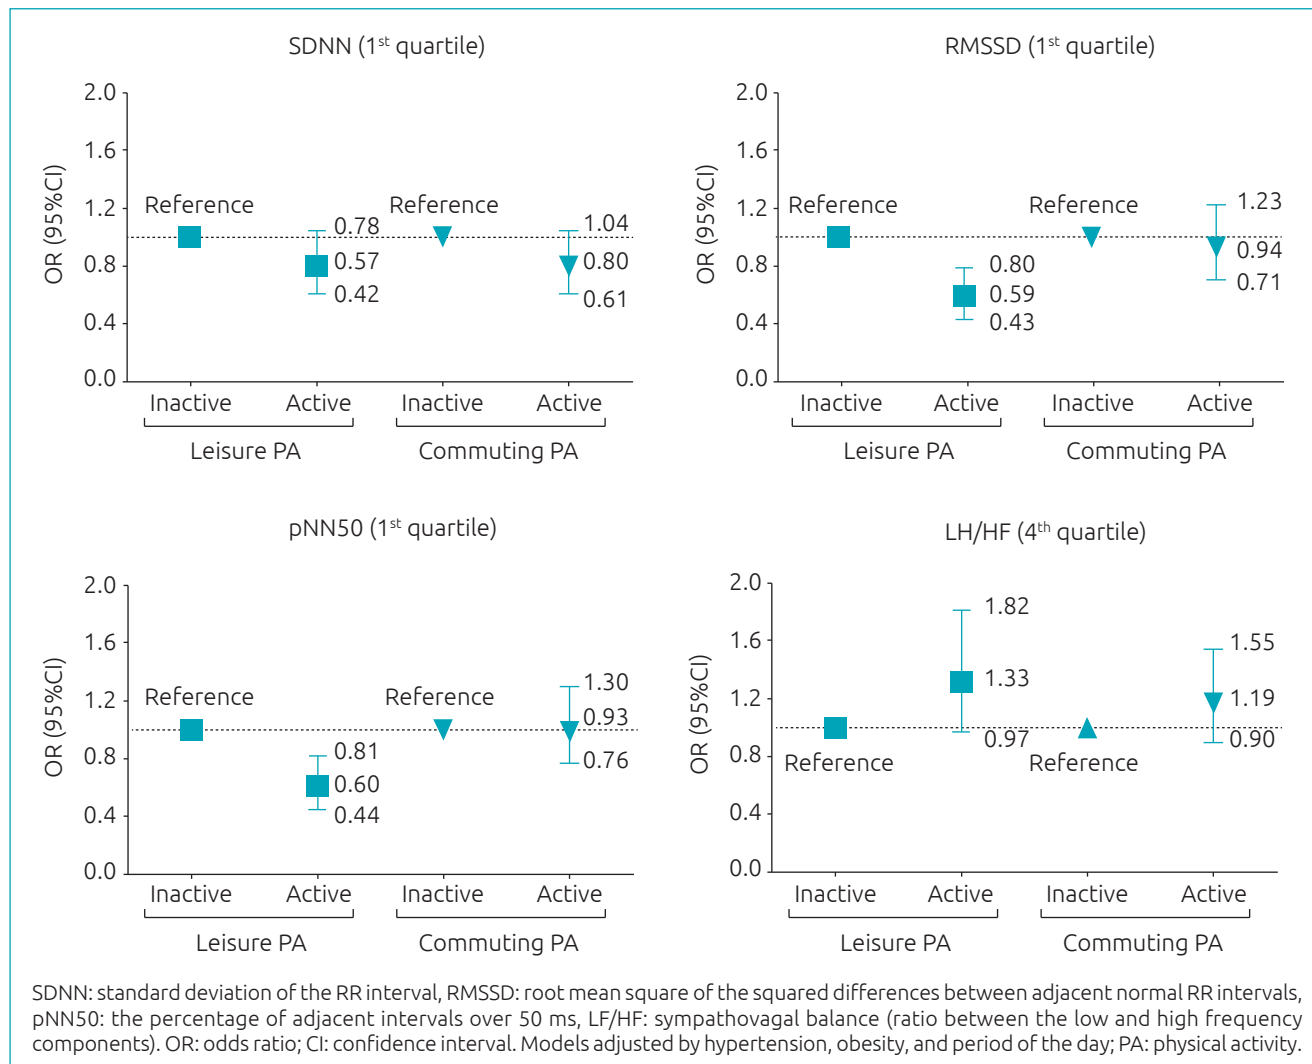 SDNN (1st quartile)
2.0
1.6
1.2
0.8
0.4
0.0
OR (95%CI)
Reference
Reference
0.78
0.57
0.42
1.04
0.80
0.61
Inactive Active Inactive Active
Leisure PA Commuting PA
RMSSD (1st quartile)
2.0
1.6
1.2
0.8
0.4
0.0
OR (95%CI)
Reference
Reference
0.80
0.59
0.43
1.23
0.94
0.71
Inactive Active Inactive Active
Leisure PA Commuting PA
pNN50 (1st quartile)
2.0
1.6
1.2
0.8
0.4
0.0
OR (95%CI)
Reference
Reference
0.81
0.60
0.44
1.30
0.93
0.76
Inactive Active Inactive Active
Leisure PA Commuting PA
LH/HF (4th quartile)
2.0
1.6
1.2
0.8
0.4
0.0
OR (95%CI)
Reference
Reference
1.82
1.33
0.97
1.55
1.19
0.90
Inactive Active Inactive Active
Leisure PA Commuting PA
SDNN: standard deviation of the RR interval, RMSSD: root mean square of the squared differences between adjacent normal RR intervals,
pNN50: the percentage of adjacent intervals over 50 ms, LF/HF: sympathovagal balance (ratio between the low and high frequency
components). OR: odds ratio; CI: confidence interval. Models adjusted by hypertension, obesity, and period of the day; PA: physical activity.